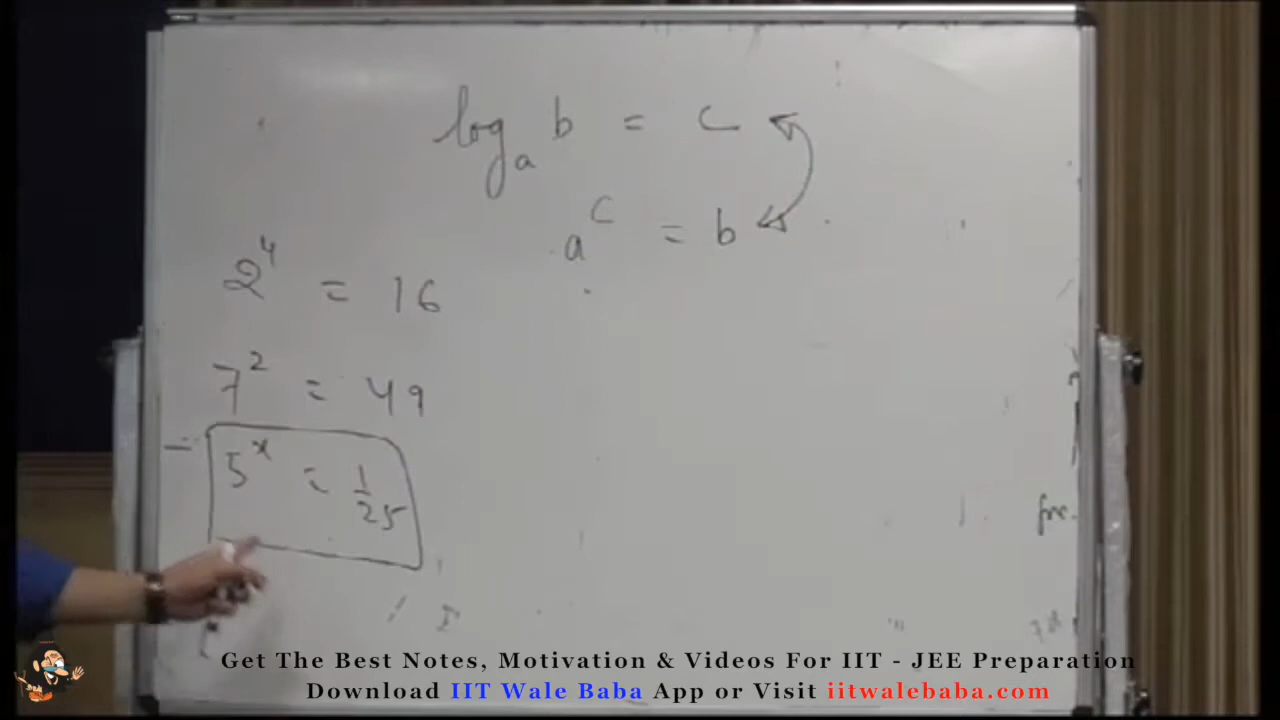 log_a b = c
a^c = b
2^4 = 16
7^2 = 49
5^x = 1/25
Get The Best Notes, Motivation & Videos For IIT - JEE Preparation
Download IIT Wale Baba App or Visit iitwalebaba.com